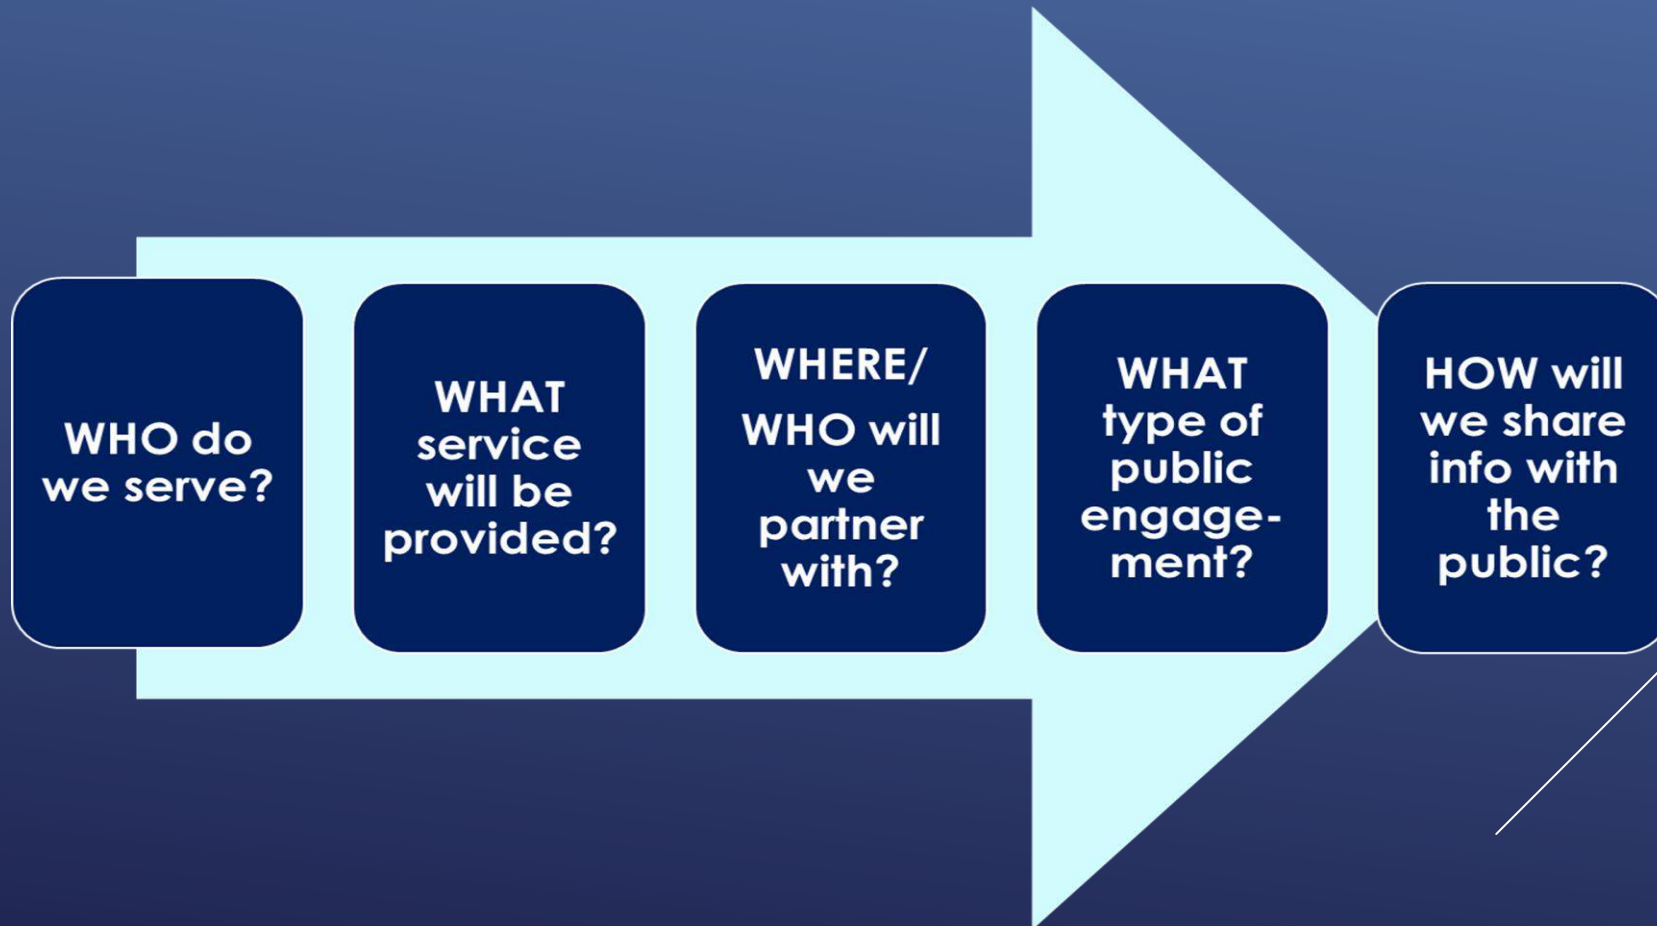 WHO do
we serve?
WHAT
service
will be
provided?
WHERE/
WHO will
we
partner
with?
WHAT
type of
public
engage-
ment?
HOW will
we share
info with
the
public?